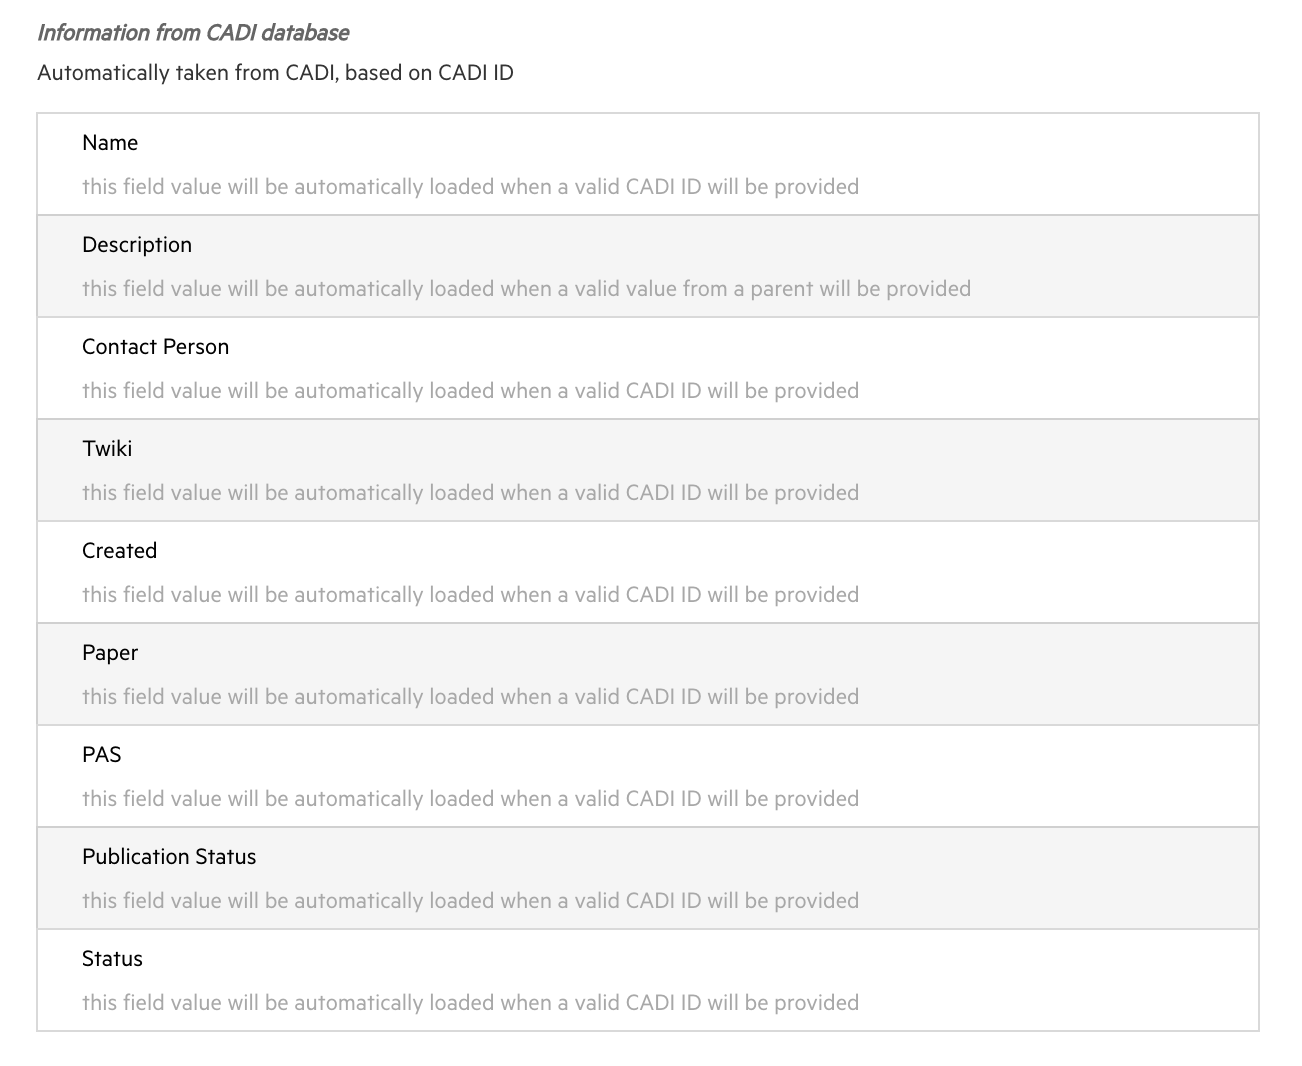 Information from CADI database
Automatically taken from CADI, based on CADI ID
Name
this field value will be automatically loaded when a valid CADI ID will be provided
Description
this field value will be automatically loaded when a valid value from a parent will be provided
Contact Person
this field value will be automatically loaded when a valid CADI ID will be provided
Twiki
this field value will be automatically loaded when a valid CADI ID will be provided
Created
this field value will be automatically loaded when a valid CADI ID will be provided
Paper
this field value will be automatically loaded when a valid CADI ID will be provided
PAS
this field value will be automatically loaded when a valid CADI ID will be provided
Publication Status
this field value will be automatically loaded when a valid CADI ID will be provided
Status
this field value will be automatically loaded when a valid CADI ID will be provided